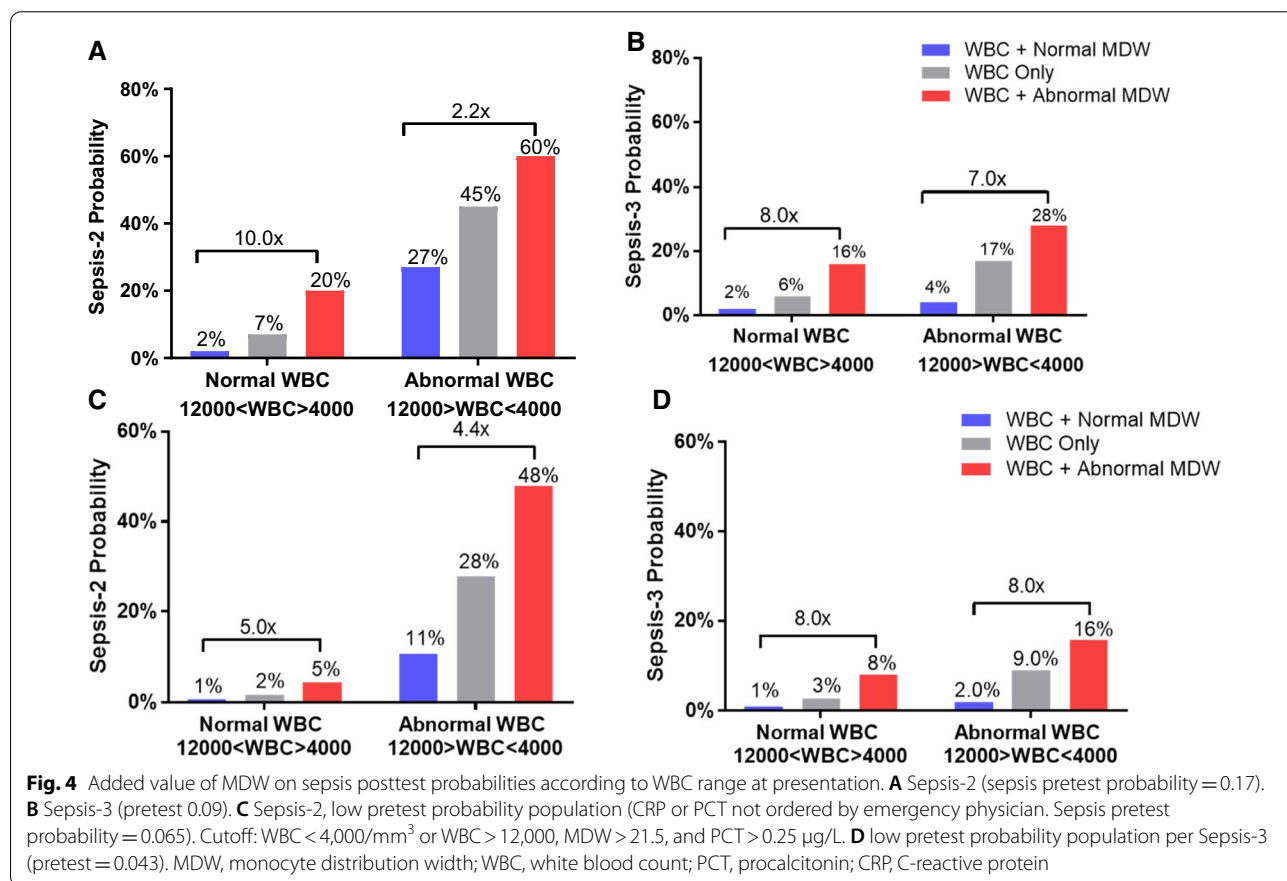 A
Sepsis-2 Probability
80%
60%
40%
20%
0%
10.0x
2%
7%
20%
2.2x
27%
45%
60%
Normal WBC
12000<WBC>4000
Abnormal WBC
12000>WBC<4000
B
WBC + Normal MDW
WBC Only
WBC + Abnormal MDW
Sepsis-3 Probability
80%
60%
40%
20%
0%
8.0x
2%
6%
16%
7.0x
4%
17%
28%
Normal WBC
12000<WBC>4000
Abnormal WBC
12000>WBC<4000
C
Sepsis-2 Probability
60%
40%
20%
0%
5.0x
1%
2%
5%
4.4x
11%
28%
48%
Normal WBC
12000<WBC>4000
Abnormal WBC
12000>WBC<4000
D
WBC + Normal MDW
WBC Only
WBC + Abnormal MDW
Sepsis-3 Probability
60%
40%
20%
0%
8.0x
1%
3%
8%
8.0x
2.0%
9.0%
16%
Normal WBC
12000<WBC>4000
Abnormal WBC
12000>WBC<4000
Fig. 4 Added value of MDW on sepsis posttest probabilities according to WBC range at presentation. A Sepsis-2 (sepsis pretest probability = 0.17).
B Sepsis-3 (pretest 0.09). C Sepsis-2, low pretest probability population (CRP or PCT not ordered by emergency physician. Sepsis pretest
probability = 0.065). Cutoff: WBC < 4,000/mm³ or WBC > 12,000, MDW > 21.5, and PCT > 0.25 µg/L. D low pretest probability population per Sepsis-3
(pretest = 0.043). MDW, monocyte distribution width; WBC, white blood count; PCT, procalcitonin; CRP, C-reactive protein